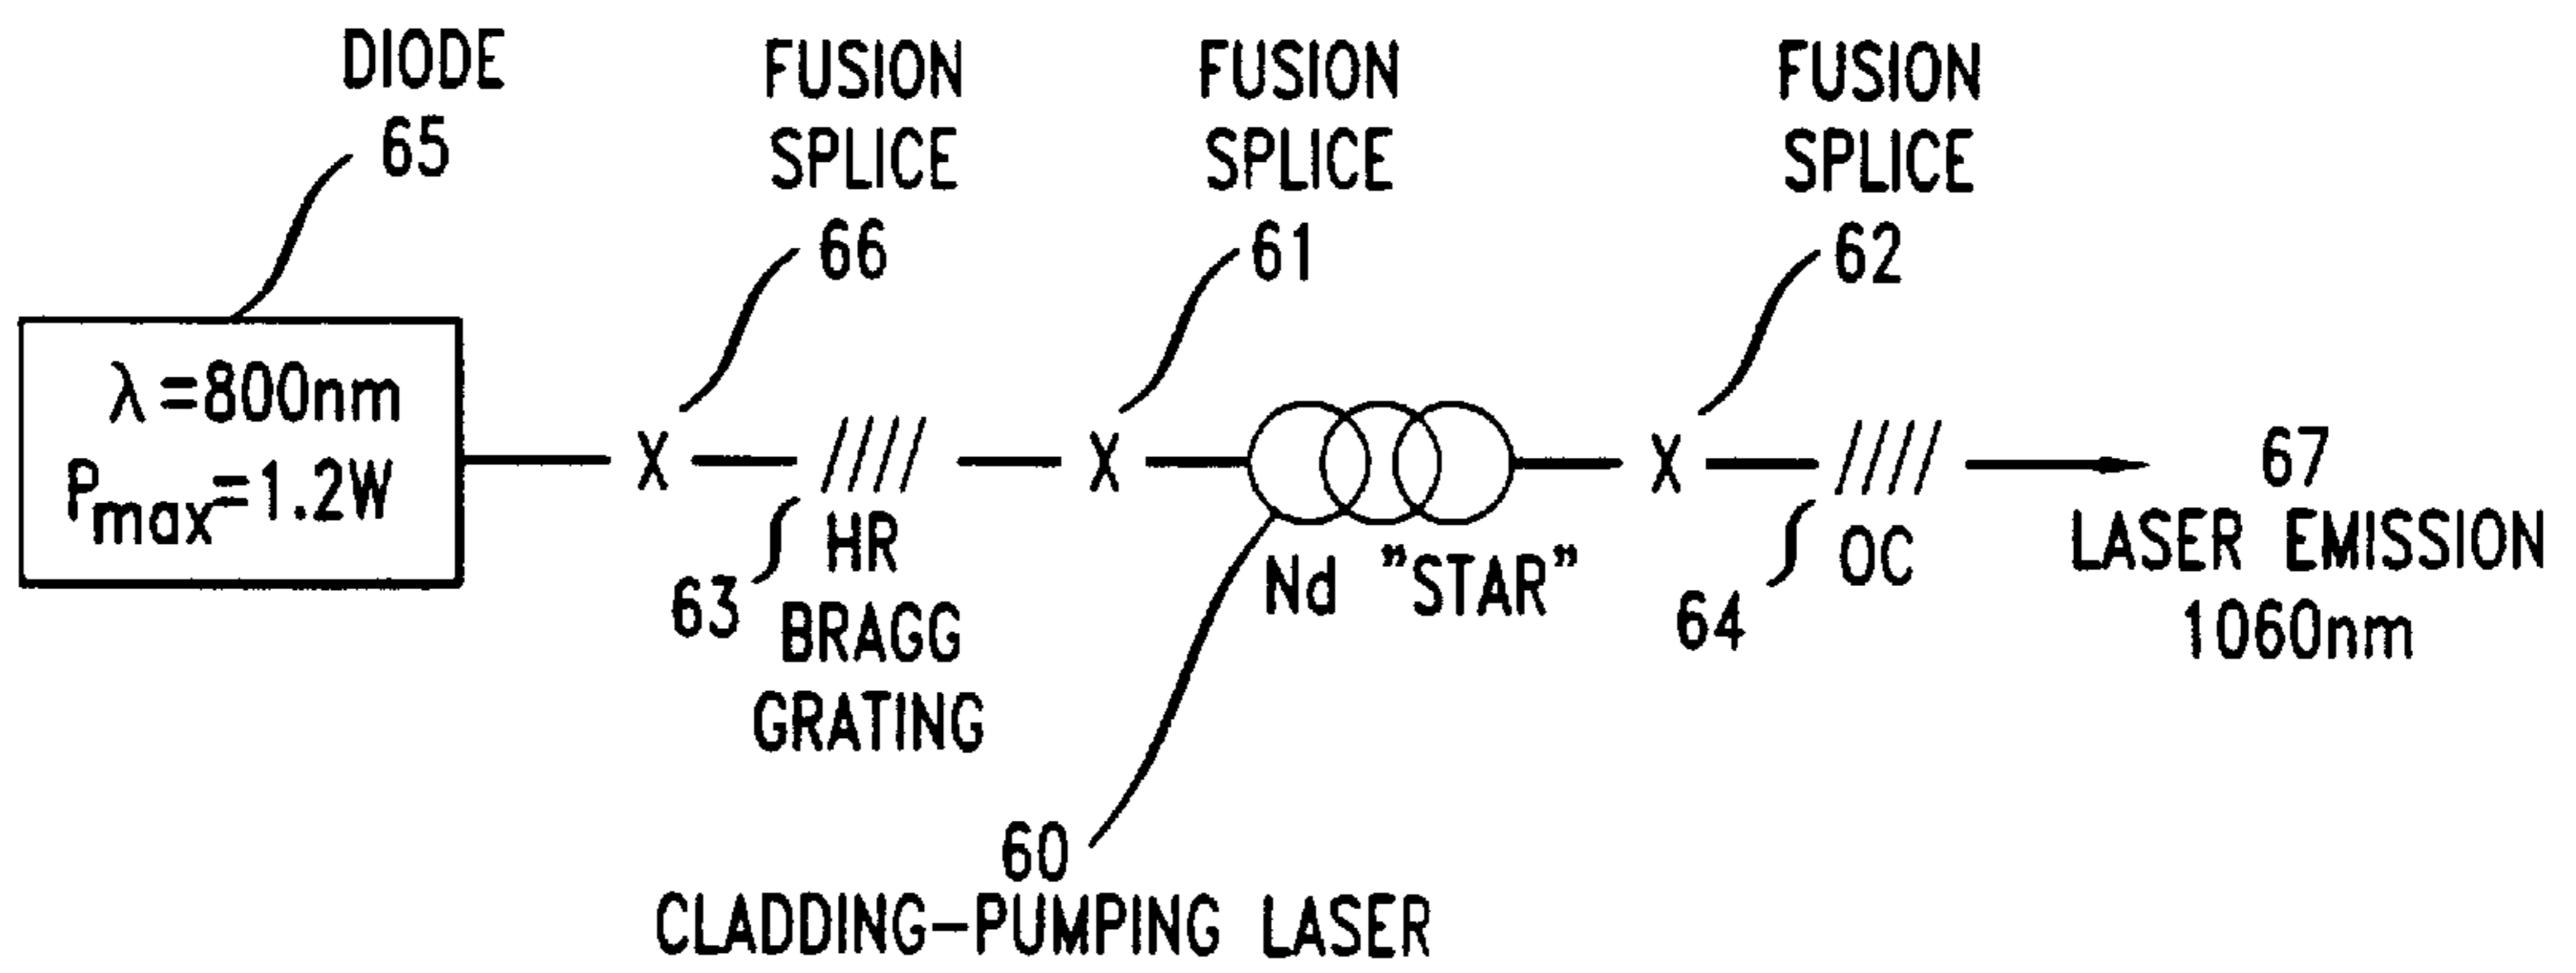 DIODE
65
FUSION
SPLICE
66
FUSION
SPLICE
61
FUSION
SPLICE
62
λ=800nm
Pmax=1.2W
X
X
X
63
HR
BRAGG
GRATING
Nd "STAR"
64
OC
67
LASER EMISSION
1060nm
60
CLADDING-PUMPING LASER